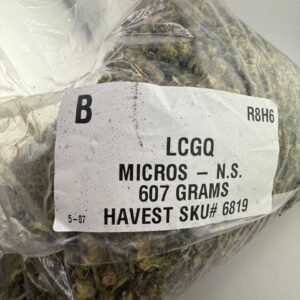 B R8H6
LCGQ
MICROS – N.S.
607 GRAMS
5-07 HAVEST SKU# 6819